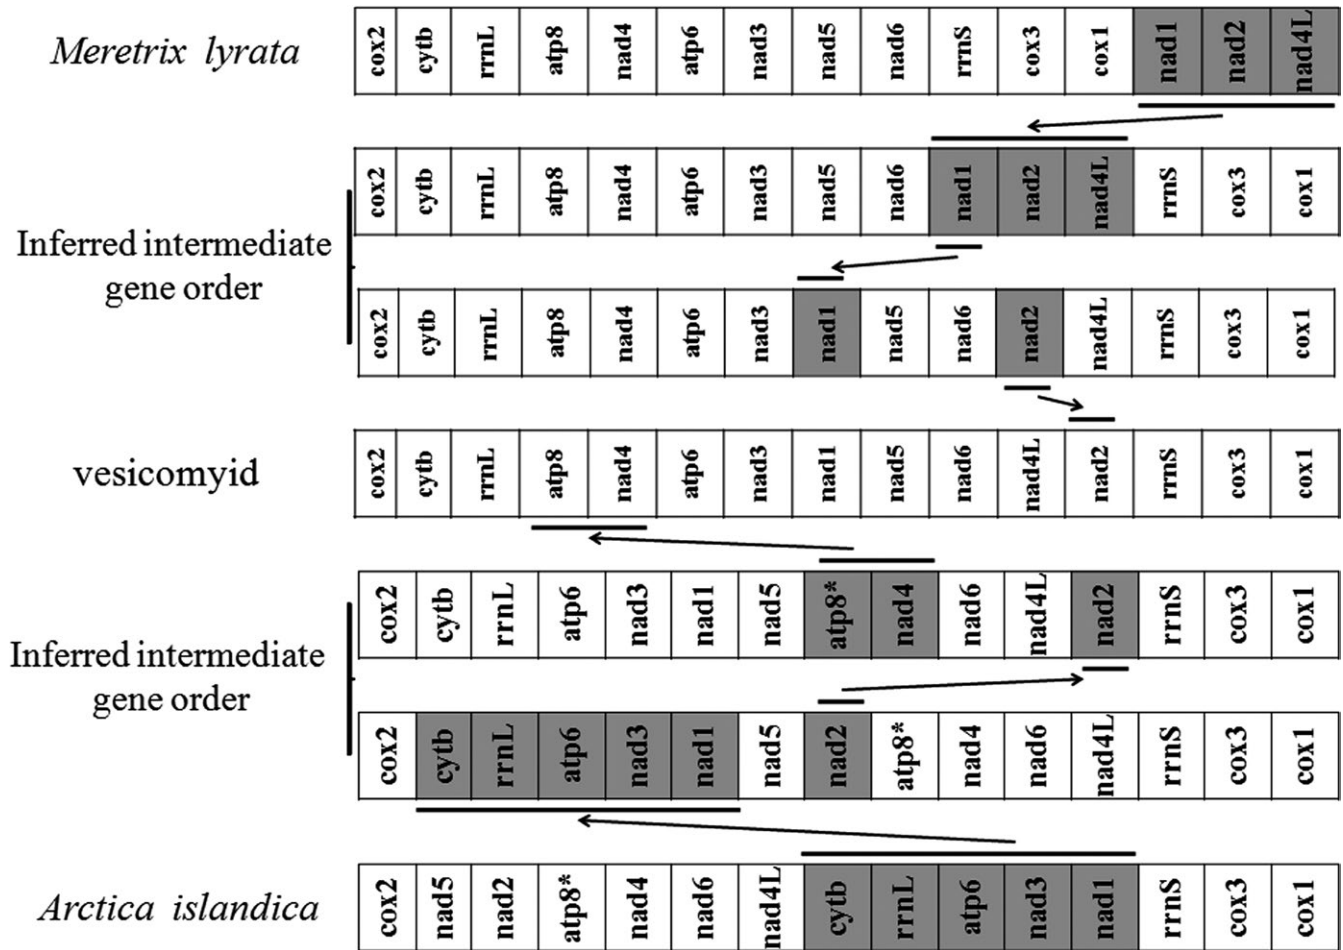 Meretrix lyrata cox2 cytb rrnL atp8 nad4 atp6 nad3 nad5 nad6 rrnS cox3 cox1 nad1 nad2 nad4L
cox2 cytb rrnL atp8 nad4 atp6 nad3 nad5 nad6 nad1 nad2 nad4L rrnS cox3 cox1
Inferred intermediate
gene order
cox2 cytb rrnL atp8 nad4 atp6 nad3 nad1 nad5 nad6 nad2 nad4L rrnS cox3 cox1
vesicomyid cox2 cytb rrnL atp8 nad4 atp6 nad3 nad1 nad5 nad6 nad4L nad2 rrnS cox3 cox1
cox2 cytb rrnL atp6 nad3 nad1 nad5 atp8* nad4 nad6 nad4L nad2 rrnS cox3 cox1
Inferred intermediate
gene order
cox2 cytb rrnL atp6 nad3 nad1 nad5 nad2 atp8* nad4 nad6 nad4L rrnS cox3 cox1
Arctica islandica cox2 nad5 nad2 atp8* nad4 nad6 nad4L cytb rrnL atp6 nad3 nad1 rrnS cox3 cox1